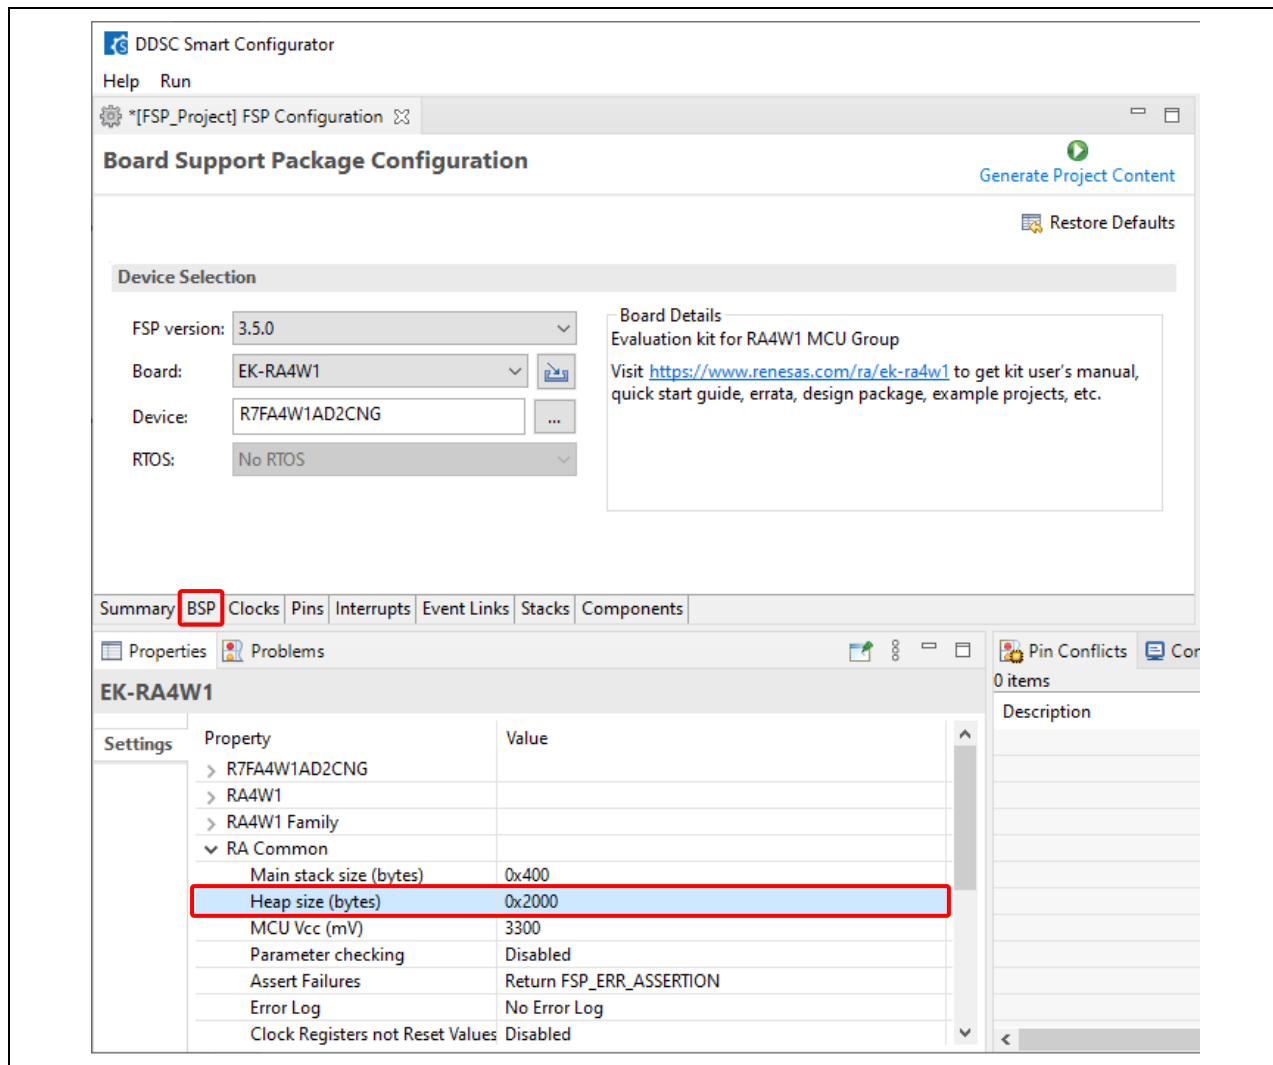 DDSC Smart Configurator
Help Run
*[FSP_Project] FSP Configuration
Board Support Package Configuration
Generate Project Content
Restore Defaults
Device Selection
FSP version: 3.5.0
Board: EK-RA4W1
Device: R7FA4W1AD2CNG ...
RTOS: No RTOS
Board Details
Evaluation kit for RA4W1 MCU Group
Visit https://www.renesas.com/ra/ek-ra4w1 to get kit user's manual,
quick start guide, errata, design package, example projects, etc.
Summary BSP Clocks Pins Interrupts Event Links Stacks Components
Properties Problems
EK-RA4W1
Settings
Property Value
R7FA4W1AD2CNG
RA4W1
RA4W1 Family
RA Common
Main stack size (bytes) 0x400
Heap size (bytes) 0x2000
MCU Vcc (mV) 3300
Parameter checking Disabled
Assert Failures Return FSP_ERR_ASSERTION
Error Log No Error Log
Clock Registers not Reset Values Disabled
Pin Conflicts Cor
0 items
Description